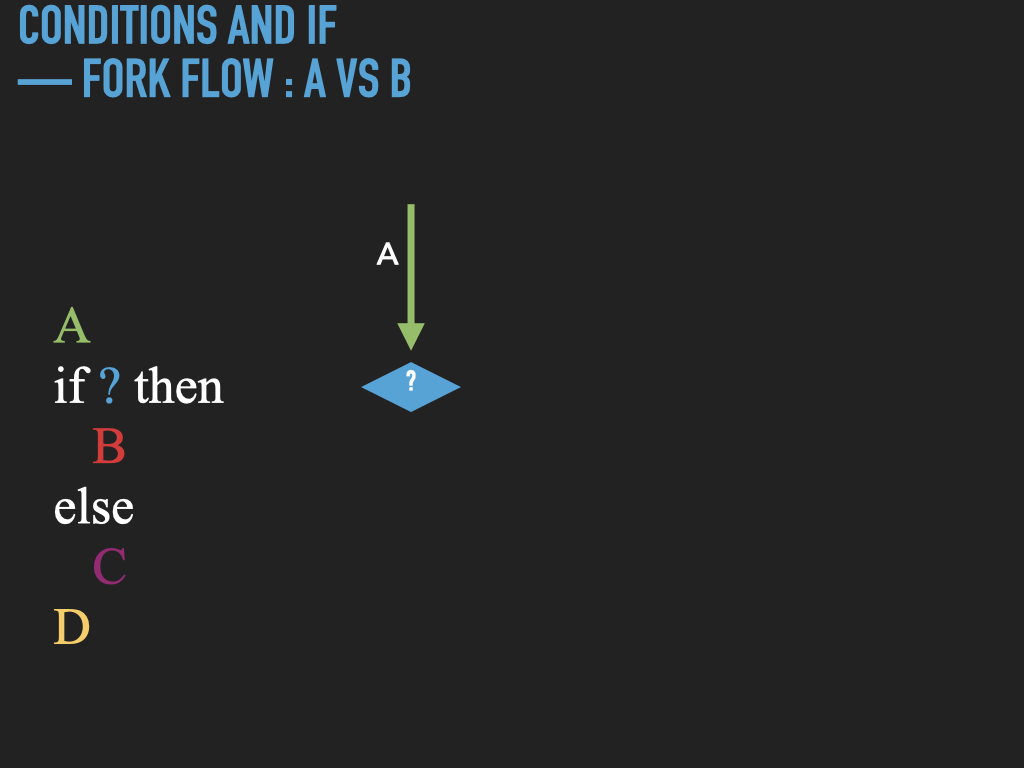 CONDITIONS AND IF
— FORK FLOW : A VS B
A
A
if ? then
?
B
else
C
D